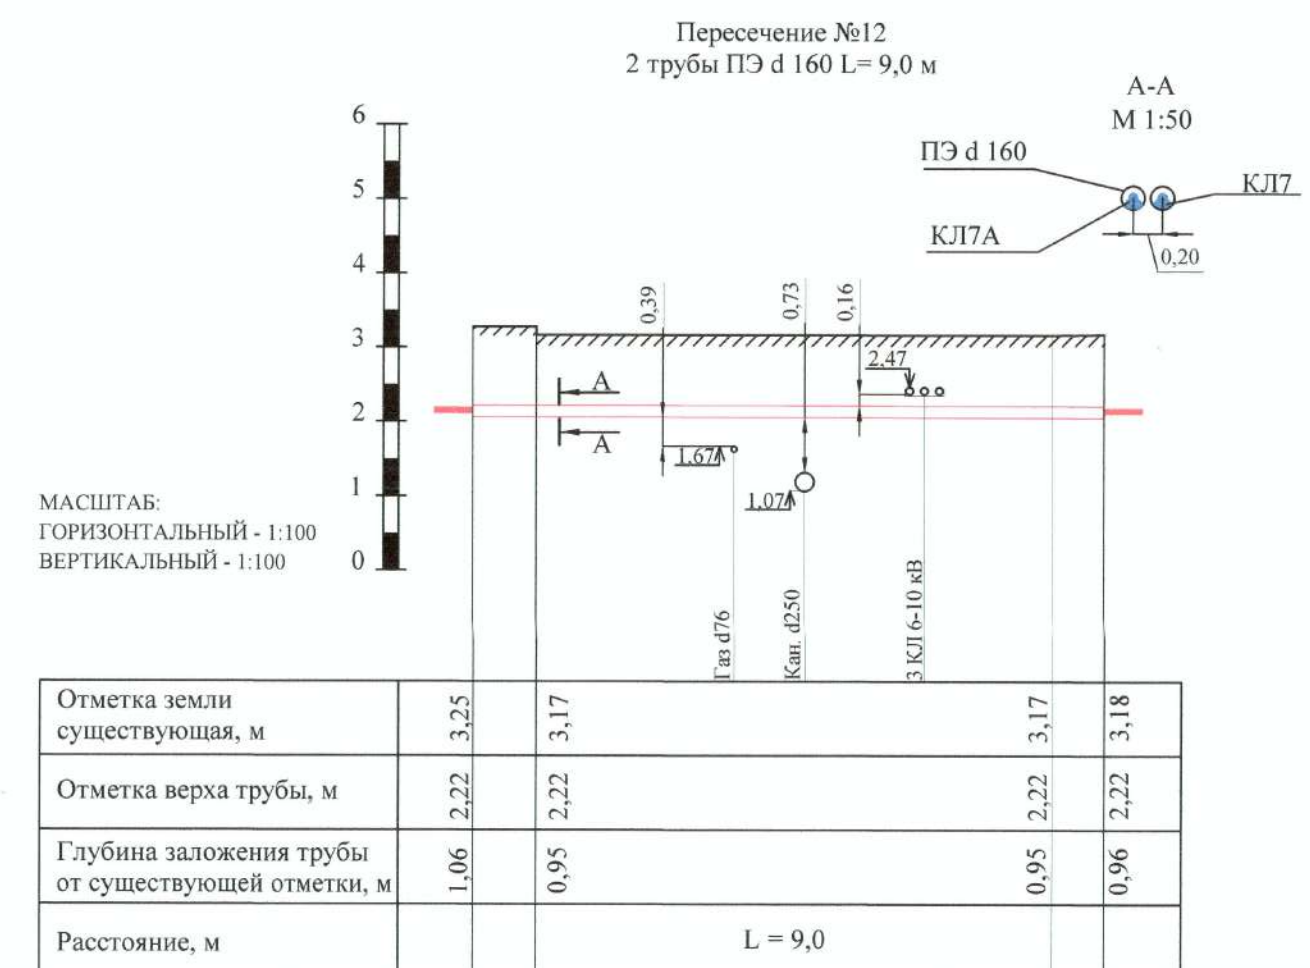 Пересечение №12
2 трубы ПЭ d 160 L= 9,0 м
А-А
М 1:50
ПЭ d 160
КЛ7
КЛ7А
0,20
6
5
4
3
2
1
0
0,39
0,73
0,16
2,47
А
А
1,67
1,07
МАСШТАБ:
ГОРИЗОНТАЛЬНЫЙ - 1:100
ВЕРТИКАЛЬНЫЙ - 1:100
Газ d76
Кан. d250
3 КЛ 6-10 кВ
Отметка земли
существующая, м
3,25
3,17
3,17
3,18
Отметка верха трубы, м
2,22
2,22
2,22
2,22
Глубина заложения трубы
от существующей отметки, м
1,06
0,95
0,95
0,96
Расстояние, м
L = 9,0